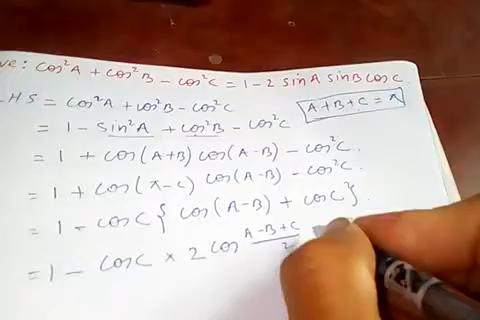 ve: cos²A + cos²B - cos²C = 1 - 2 sinA sinB cosC
LHS = cos²A + cos²B - cos²C
A+B+C = π
= 1 - sin²A + cos²B - cos²C
= 1 + cos(A+B) cos(A-B) - cos²C.
= 1 + cos(π-C) cos(A-B) - cos²C.
= 1 - cosC { cos(A-B) + cosC }.
= 1 - cosC × 2 cos (A-B+C)/2